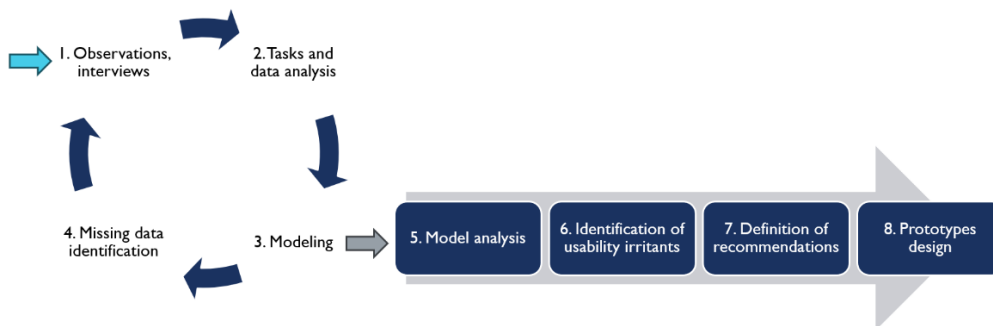 1. Observations,
interviews
2. Tasks and
data analysis
4. Missing data
identification
3. Modeling
5. Model analysis
6. Identification of
usability irritants
7. Definition of
recommendations
8. Prototypes
design